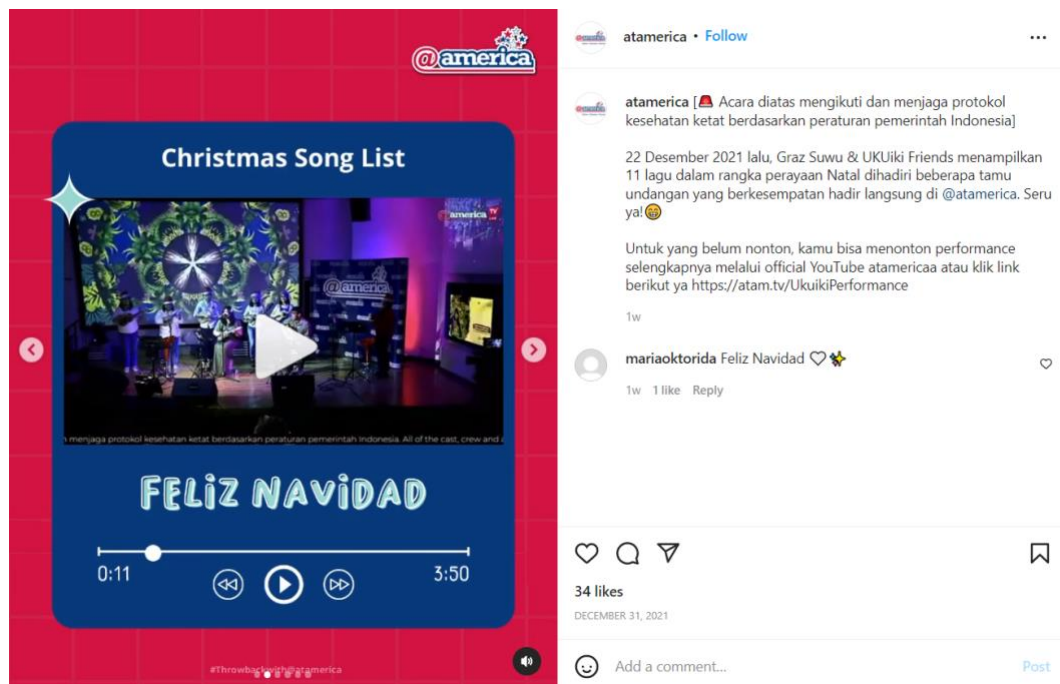 @america
Christmas Song List
america TV
@america
menjaga protokol kesehatan ketat berdasarkan peraturan pemerintah Indonesia. All of the cast, crew and
FELiZ NAViDAD
0:11
3:50
#Throwbackwith@atamerica
atamerica • Follow
atamerica [🚨 Acara diatas mengikuti dan menjaga protokol
kesehatan ketat berdasarkan peraturan pemerintah Indonesia]
22 Desember 2021 lalu, Graz Suwu & UKUiki Friends menampilkan
11 lagu dalam rangka perayaan Natal dihadiri beberapa tamu
undangan yang berkesempatan hadir langsung di @atamerica. Seru
ya!😁
Untuk yang belum nonton, kamu bisa menonton performance
selengkapnya melalui official YouTube atamericaa atau klik link
berikut ya https://atam.tv/UkuikiPerformance
1w
mariaoktorida Feliz Navidad 🤍✨
1w 1 like Reply
34 likes
DECEMBER 31, 2021
Add a comment... Post